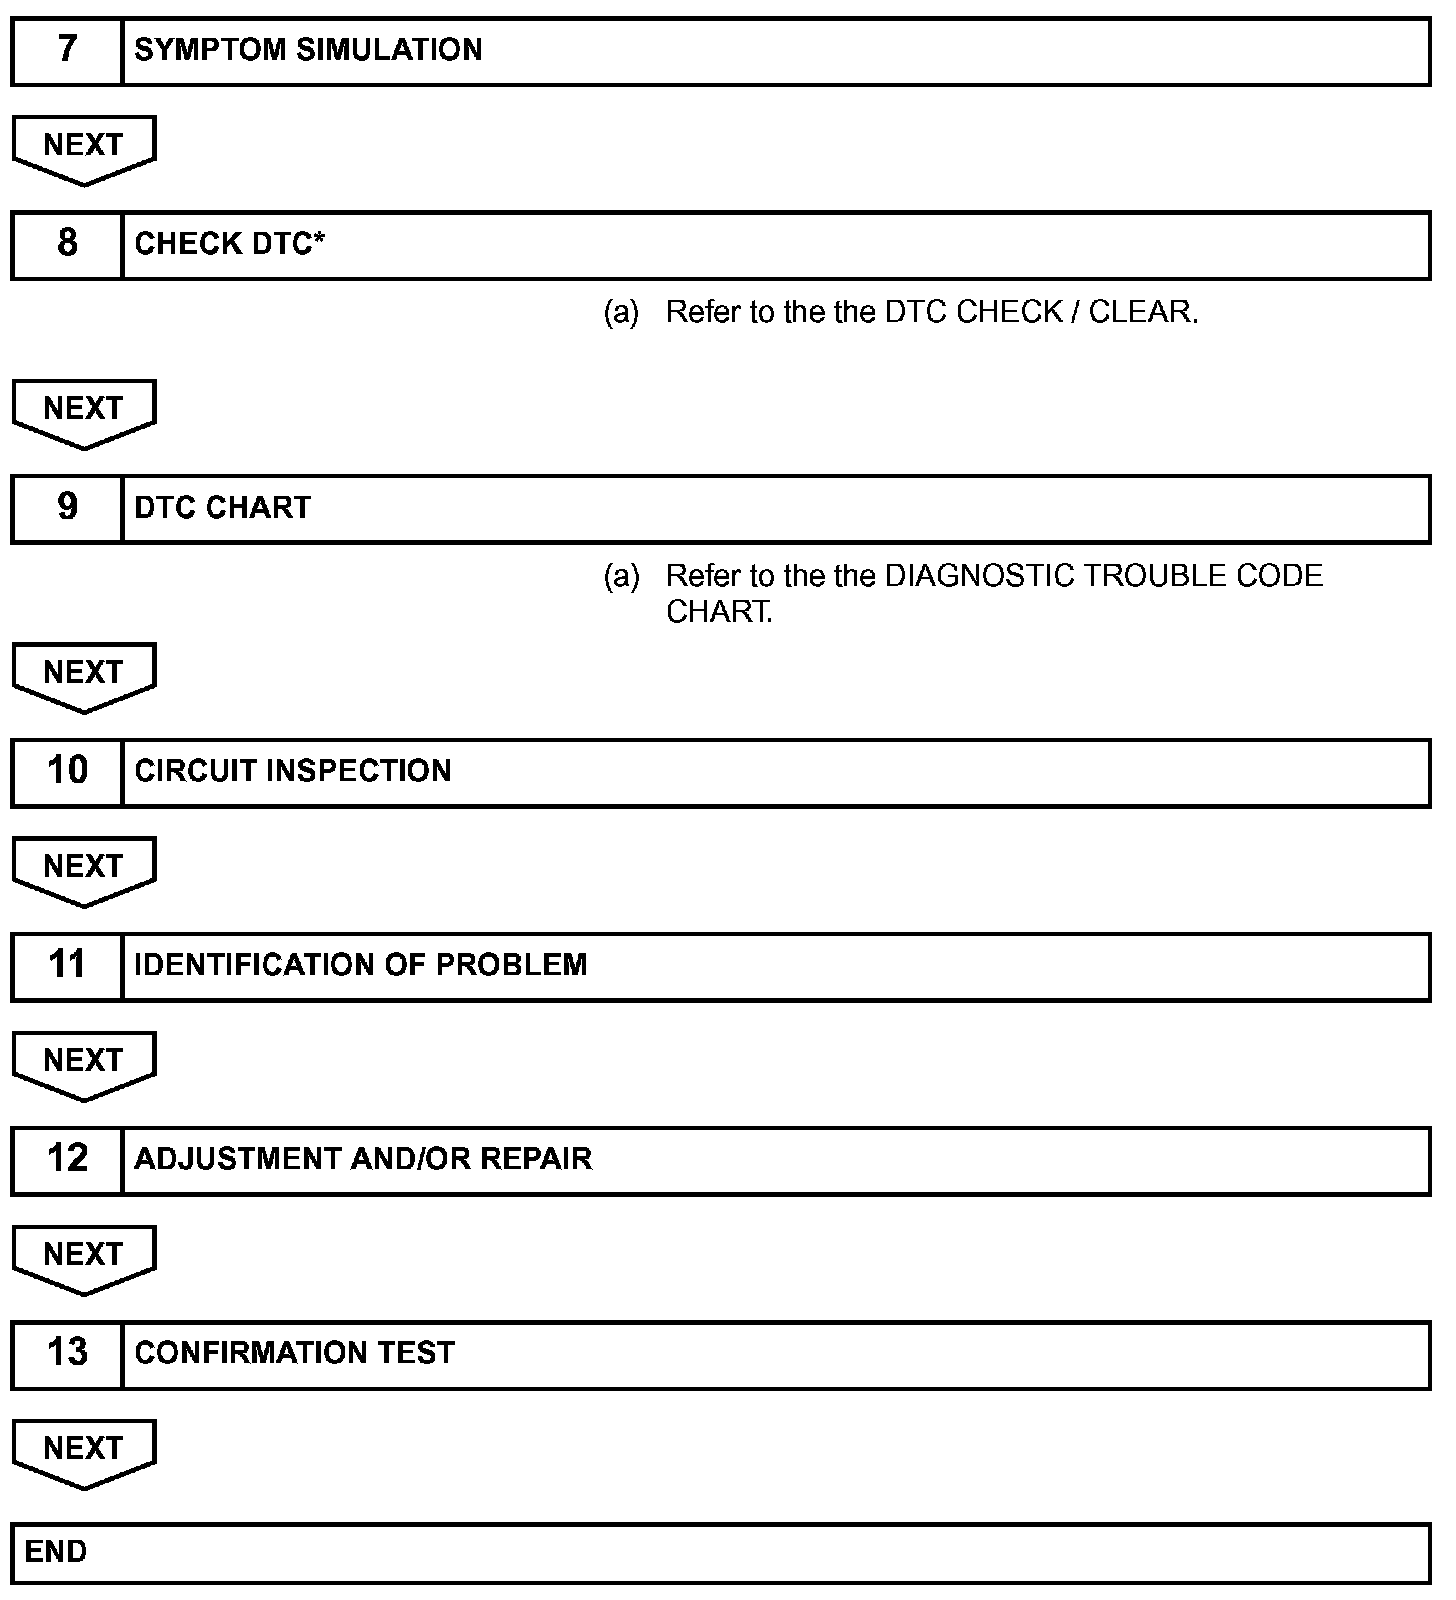 7 SYMPTOM SIMULATION
NEXT
8 CHECK DTC*
(a) Refer to the the DTC CHECK / CLEAR.
NEXT
9 DTC CHART
(a) Refer to the the DIAGNOSTIC TROUBLE CODE
CHART.
NEXT
10 CIRCUIT INSPECTION
NEXT
11 IDENTIFICATION OF PROBLEM
NEXT
12 ADJUSTMENT AND/OR REPAIR
NEXT
13 CONFIRMATION TEST
NEXT
END